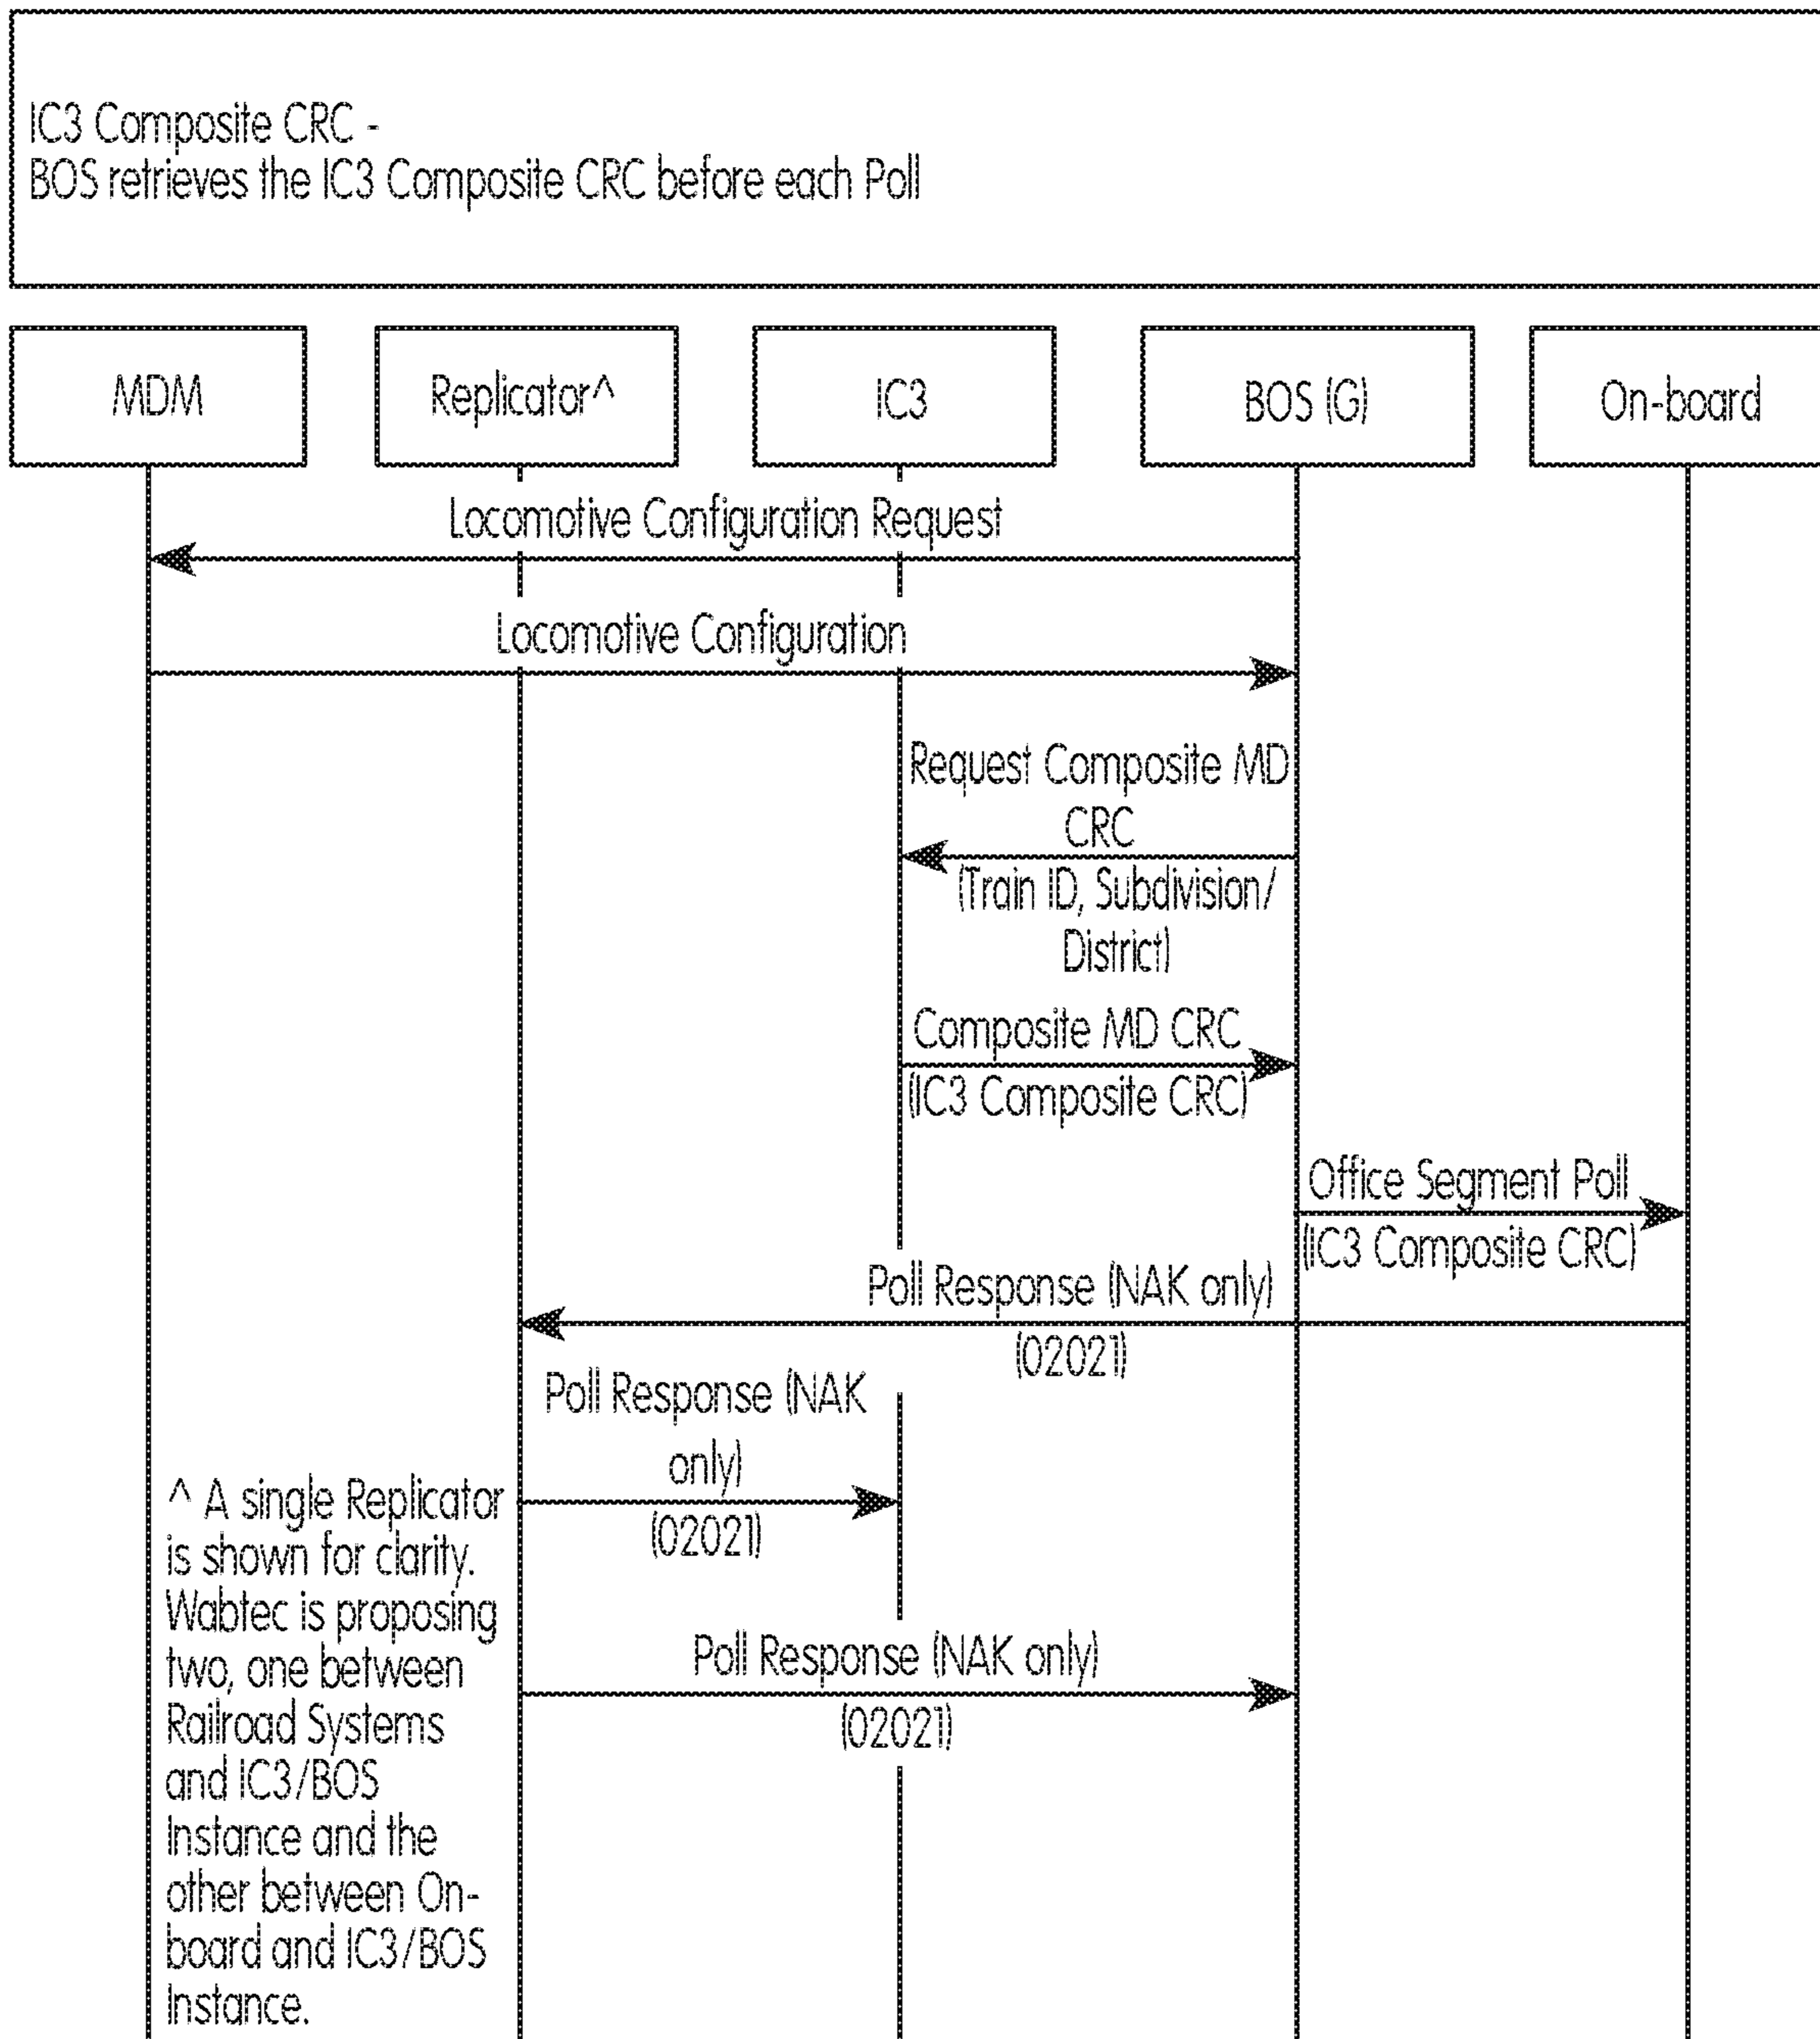 IC3 Composite CRC -
BOS retrieves the IC3 Composite CRC before each Poll
MDM
Replicator^
IC3
BOS (G)
On-board
Locomotive Configuration Request
Locomotive Configuration
Request Composite MD
CRC
(Train ID, Subdivision/
District)
Composite MD CRC
(IC3 Composite CRC)
Office Segment Poll
(IC3 Composite CRC)
Poll Response (NAK only)
(02021)
Poll Response (NAK
only)
(02021)
Poll Response (NAK only)
(02021)
^ A single Replicator
is shown for clarity.
Wabtec is proposing
two, one between
Railroad Systems
and IC3/BOS
Instance and the
other between On-
board and IC3/BOS
Instance.